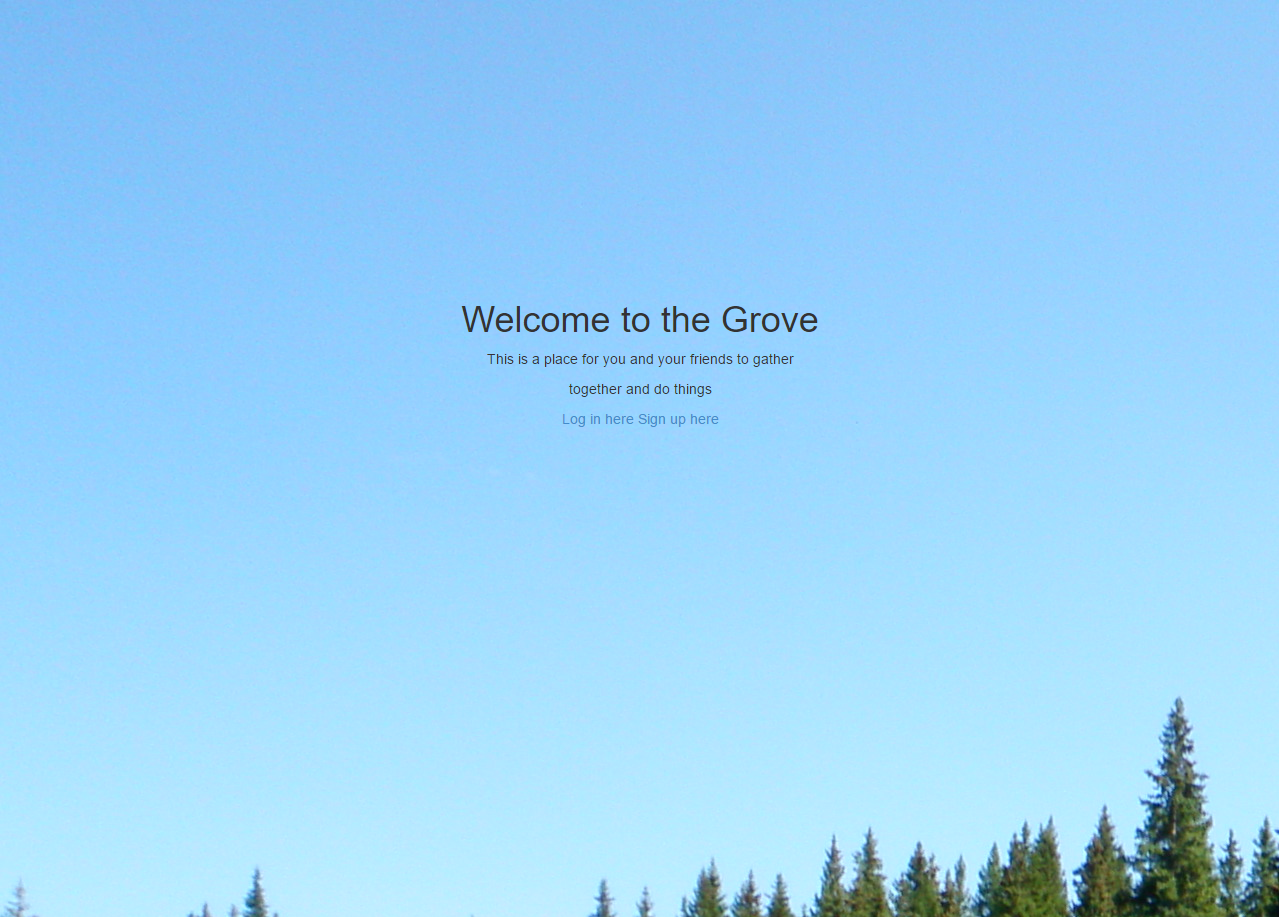 Welcome to the Grove
This is a place for you and your friends to gather
together and do things
Log in here Sign up here